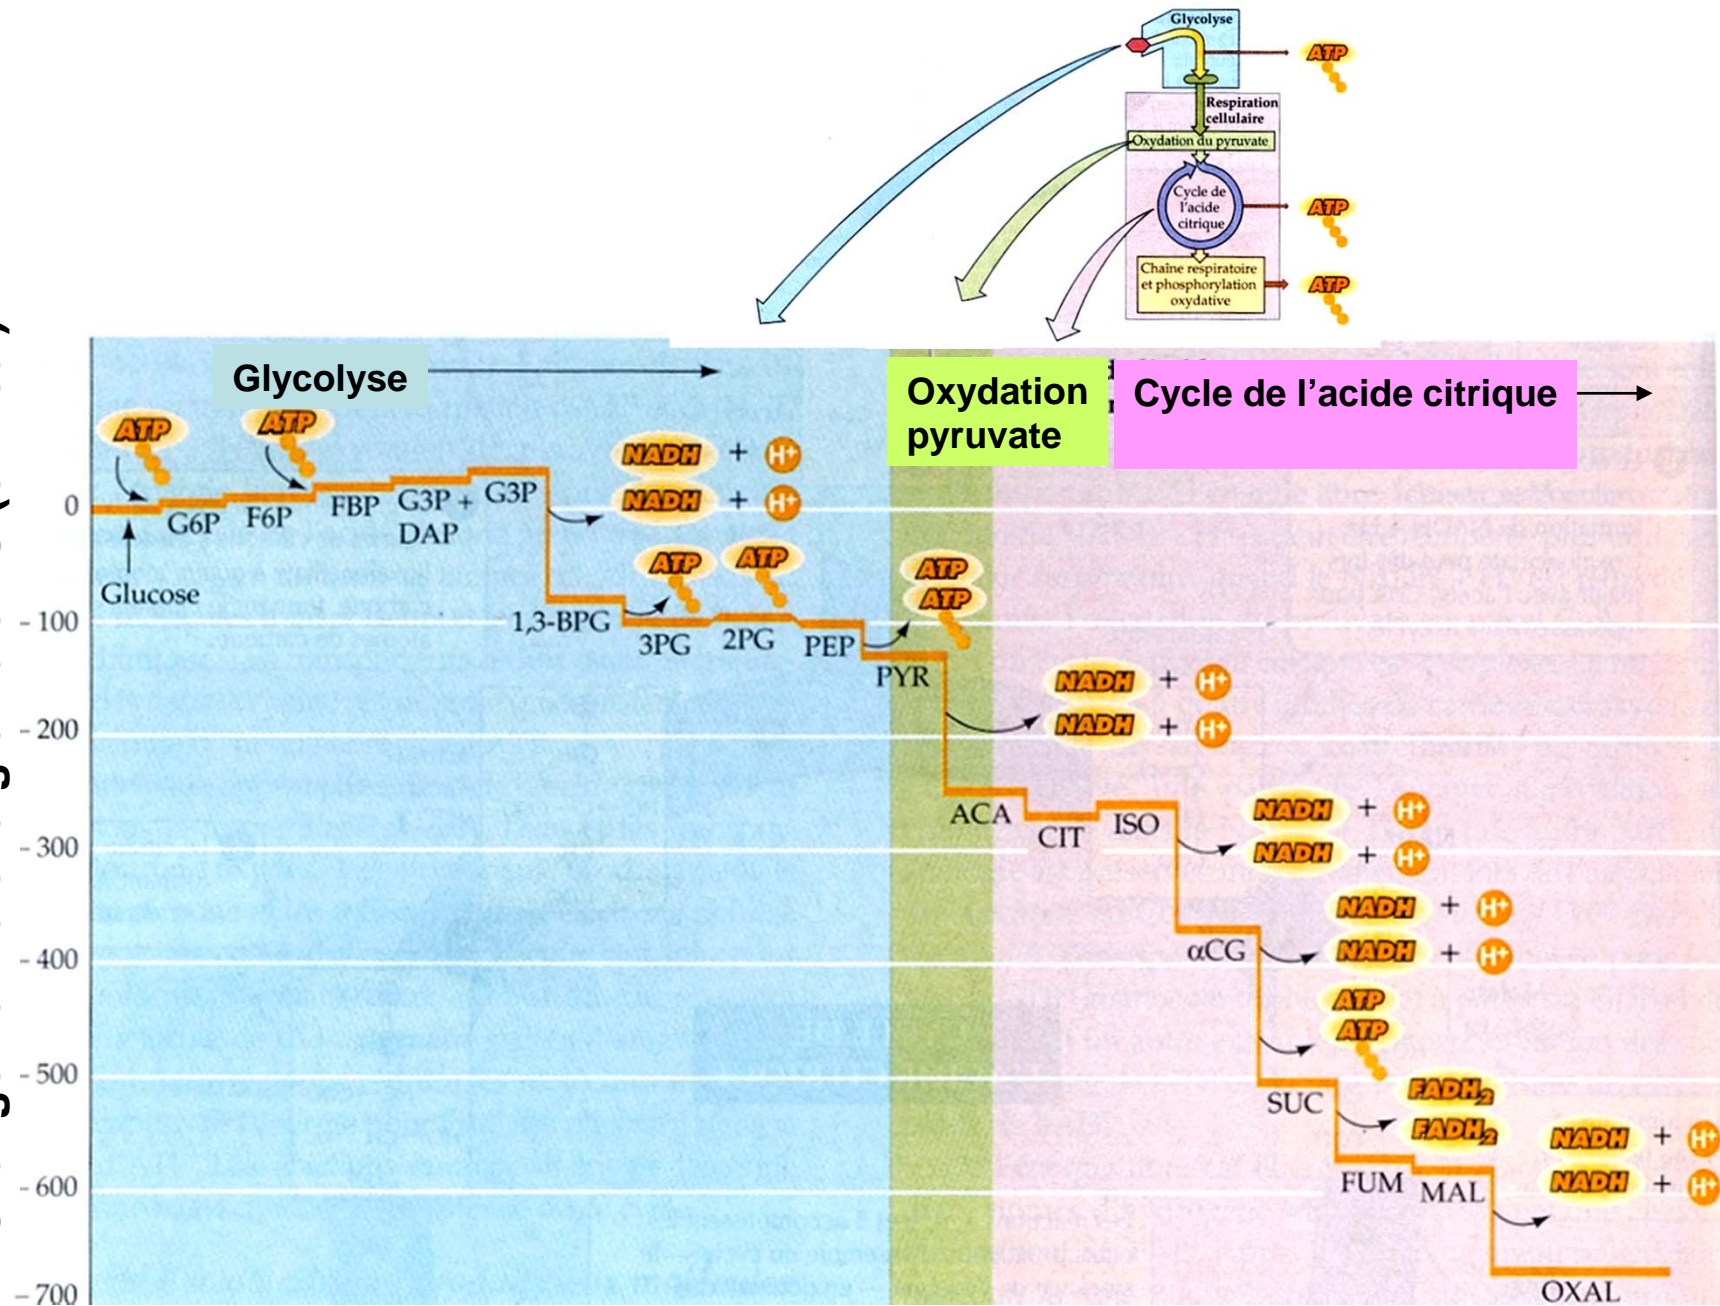 Glycolyse
ATP
Respiration
cellulaire
Oxydation du pyruvate
Cycle de
l'acide
citrique
ATP
Chaîne respiratoire
et phosphorylation
oxydative
ATP
Glycolyse
Oxydation
pyruvate
Cycle de l’acide citrique
ATP
ATP
NADH + H+
NADH + H+
0
G6P
F6P
FBP
G3P +
DAP
G3P
Glucose
ATP
ATP
ATP
ATP
-100
1,3-BPG
3PG
2PG
PEP
PYR
NADH + H+
NADH + H+
-200
ACA
CIT
ISO
NADH + H+
NADH + H+
-300
NADH + H+
NADH + H+
αCG
-400
ATP
ATP
-500
SUC
FADH2
FADH2
NADH + H+
NADH + H+
FUM
MAL
-600
-700
OXAL